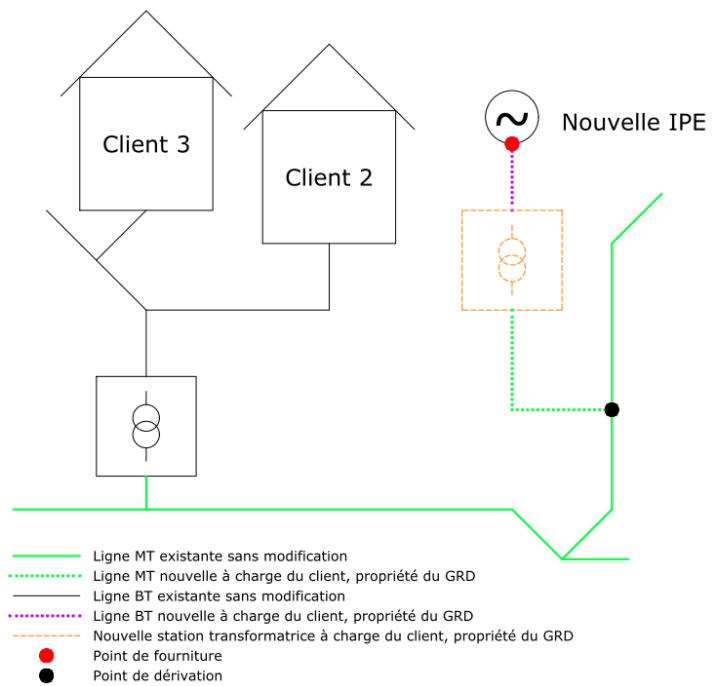 Client 3
Client 2
Nouvelle IPE
Ligne MT existante sans modification
Ligne MT nouvelle à charge du client, propriété du GRD
Ligne BT existante sans modification
Ligne BT nouvelle à charge du client, propriété du GRD
Nouvelle station transformatrice à charge du client, propriété du GRD
Point de fourniture
Point de dérivation